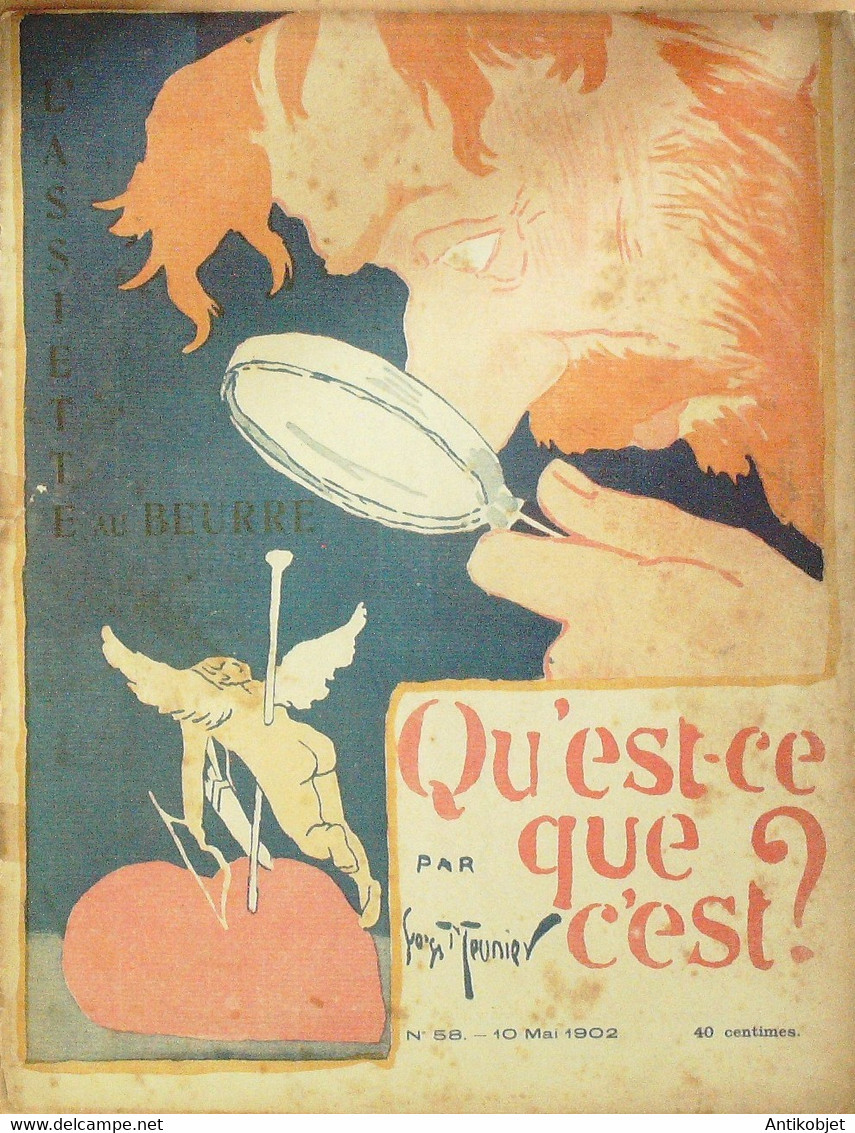 L'ASSIETTE AU BEURRE
Qu'est-ce
que
c'est?
PAR
Georges Meunier
N° 58. – 10 Mai 1902
40 centimes.
www.delcampe.net
Antikobjet